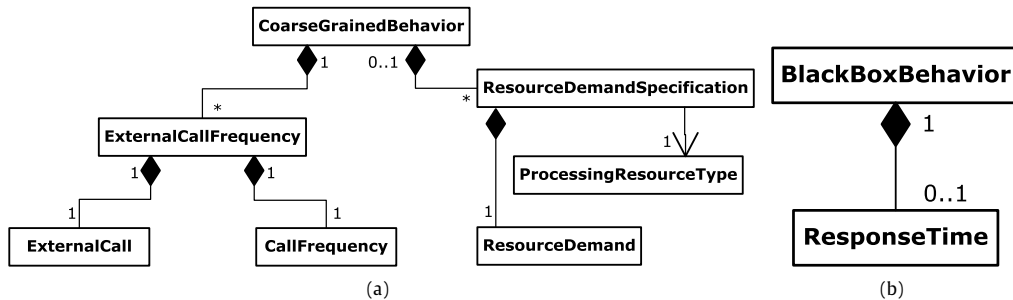 CoarseGrainedBehavior
1
0..1
*
*
ResourceDemandSpecification
BlackBoxBehavior
1
ExternalCallFrequency
1
ProcessingResourceType
1
1
1
1
1
0..1
ExternalCall
CallFrequency
ResourceDemand
ResponseTime
(a)
(b)